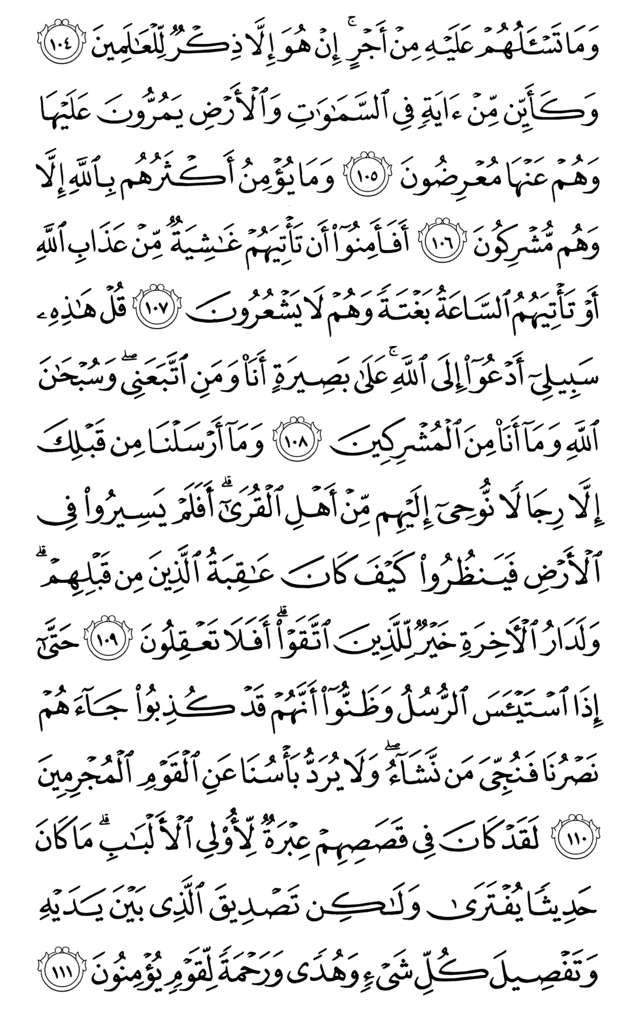 وَمَا تَسْـَٔلُهُمْ عَلَيْهِ مِنْ أَجْرٍ ۚ إِنْ هُوَ إِلَّا ذِكْرٌ لِّلْعَـٰلَمِينَ ١٠٤
وَكَأَيِّن مِّنْ ءَايَةٍ فِى ٱلسَّمَـٰوَٰتِ وَٱلْأَرْضِ يَمُرُّونَ عَلَيْهَا
وَهُمْ عَنْهَا مُعْرِضُونَ ١٠٥ وَمَا يُؤْمِنُ أَكْثَرُهُم بِٱللَّهِ إِلَّا
وَهُم مُّشْرِكُونَ ١٠٦ أَفَأَمِنُوٓا۟ أَن تَأْتِيَهُمْ غَـٰشِيَةٌ مِّنْ عَذَابِ ٱللَّهِ
أَوْ تَأْتِيَهُمُ ٱلسَّاعَةُ بَغْتَةً وَهُمْ لَا يَشْعُرُونَ ١٠٧ قُلْ هَـٰذِهِۦ
سَبِيلِىٓ أَدْعُوٓا۟ إِلَى ٱللَّهِ ۚ عَلَىٰ بَصِيرَةٍ أَنَا۠ وَمَنِ ٱتَّبَعَنِى ۖ وَسُبْحَـٰنَ
ٱللَّهِ وَمَآ أَنَا۠ مِنَ ٱلْمُشْرِكِينَ ١٠٨ وَمَآ أَرْسَلْنَا مِن قَبْلِكَ
إِلَّا رِجَالًا نُّوحِىٓ إِلَيْهِم مِّنْ أَهْلِ ٱلْقُرَىٰٓ ۗ أَفَلَمْ يَسِيرُوا۟ فِى
ٱلْأَرْضِ فَيَنظُرُوا۟ كَيْفَ كَانَ عَـٰقِبَةُ ٱلَّذِينَ مِن قَبْلِهِمْ ۗ
وَلَدَارُ ٱلْـَٔاخِرَةِ خَيْرٌ لِّلَّذِينَ ٱتَّقَوْا۟ ۗ أَفَلَا تَعْقِلُونَ ١٠٩ حَتَّىٰٓ
إِذَا ٱسْتَيْـَٔسَ ٱلرُّسُلُ وَظَنُّوٓا۟ أَنَّهُمْ قَدْ كُذِبُوا۟ جَآءَهُمْ
نَصْرُنَا فَنُجِّىَ مَن نَّشَآءُ ۖ وَلَا يُرَدُّ بَأْسُنَا عَنِ ٱلْقَوْمِ ٱلْمُجْرِمِينَ
١١٠ لَقَدْ كَانَ فِى قَصَصِهِمْ عِبْرَةٌ لِّأُو۟لِى ٱلْأَلْبَـٰبِ ۗ مَا كَانَ
حَدِيثًا يُفْتَرَىٰ وَلَـٰكِن تَصْدِيقَ ٱلَّذِى بَيْنَ يَدَيْهِ
وَتَفْصِيلَ كُلِّ شَىْءٍ وَهُدًى وَرَحْمَةً لِّقَوْمٍ يُؤْمِنُونَ ١١١